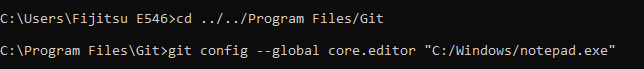 C:\Users\Fijitsu E546>cd ../../Program Files/Git
C:\Program Files\Git>git config --global core.editor "C:/Windows/notepad.exe"